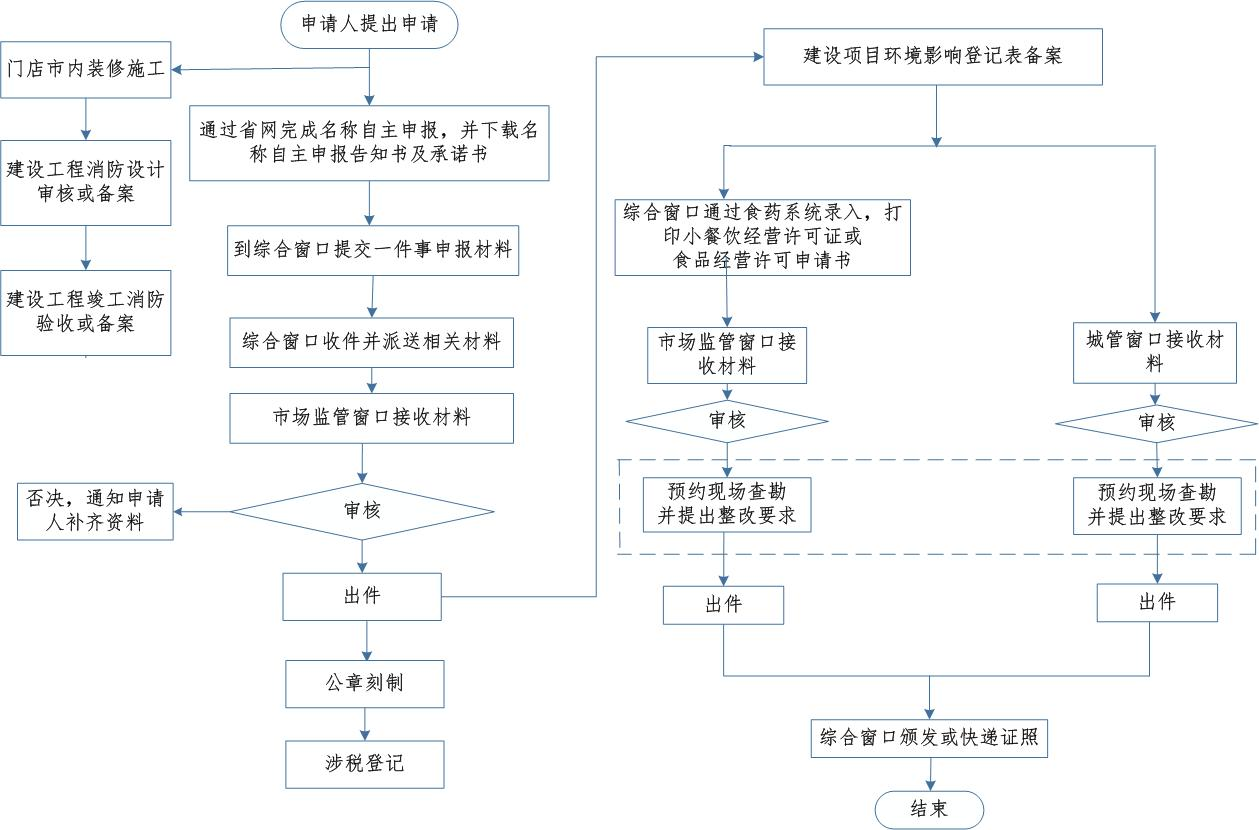 申请人提出申请
门店市内装修施工
建设工程消防设计
审核或备案
建设工程竣工消防
验收或备案
通过省网完成名称自主申报，并下载名
称自主申报告知书及承诺书
到综合窗口提交一件事申报材料
综合窗口收件并派送相关材料
市场监管窗口接收材料
审核
否决，通知申请
人补齐资料
出件
公章刻制
涉税登记
建设项目环境影响登记表备案
综合窗口通过食药系统录入，打
印小餐饮经营许可证或
食品经营许可申请书
市场监管窗口接
收材料
审核
预约现场查勘
并提出整改要求
出件
城管窗口接收材
料
审核
预约现场查勘
并提出整改要求
出件
综合窗口颁发或快递证照
结束